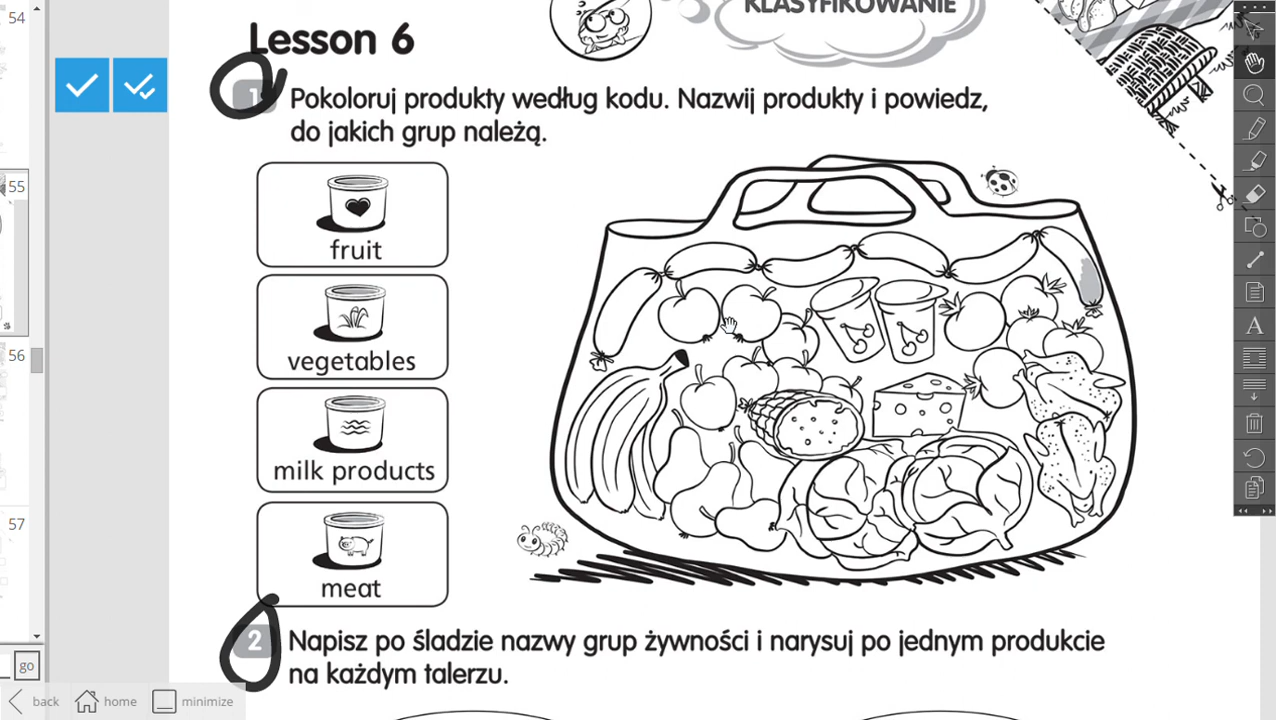 54
KLASYFIKOWANIE
Lesson 6
1 Pokoloruj produkty według kodu. Nazwij produkty i powiedz,
do jakich grup należą.
55
fruit
vegetables
56
milk products
57
meat
2 Napisz po śladzie nazwy grup żywności i narysuj po jednym produkcie
na każdym talerzu.
go
back
home
minimize
A